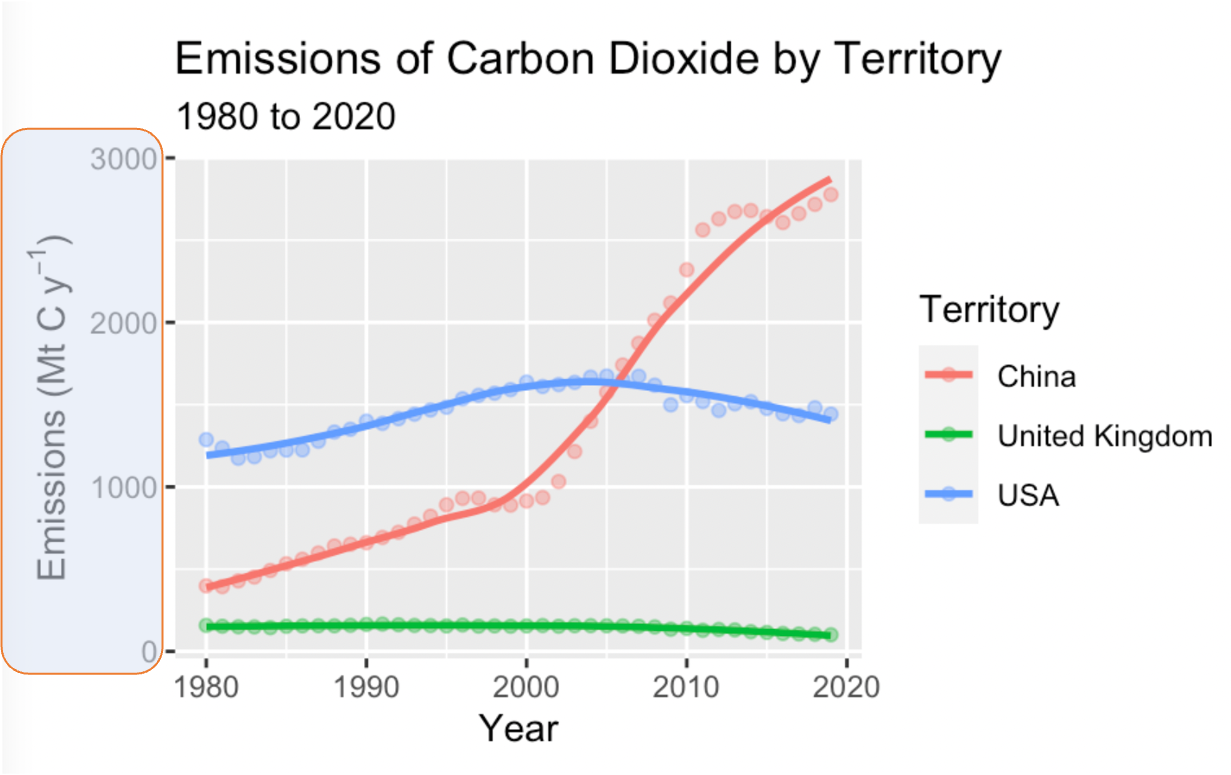 Emissions of Carbon Dioxide by Territory
1980 to 2020
Emissions (Mt C y⁻¹)
3000
2000
1000
0
1980 1990 2000 2010 2020
Year
Territory
China
United Kingdom
USA